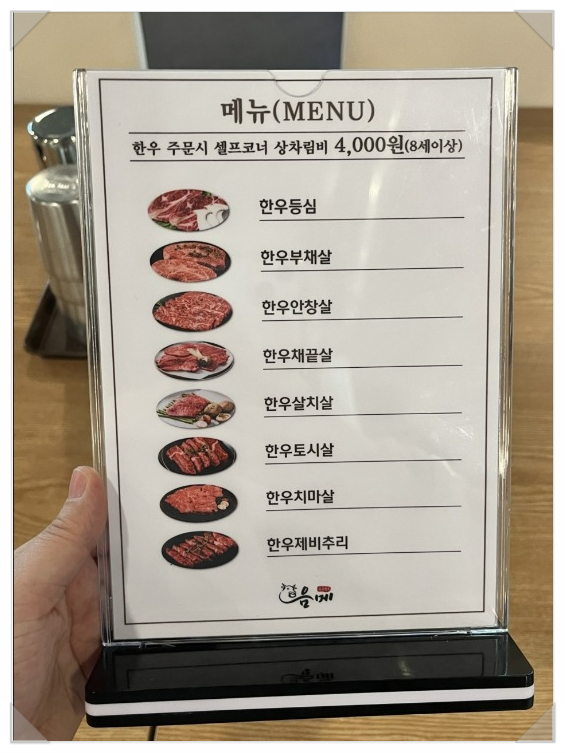 메뉴(MENU)
한우 주문시 셀프코너 상차림비 4,000원(8세이상)
한우등심
한우부채살
한우안창살
한우채끝살
한우살치살
한우토시살
한우치마살
한우제비추리
음메